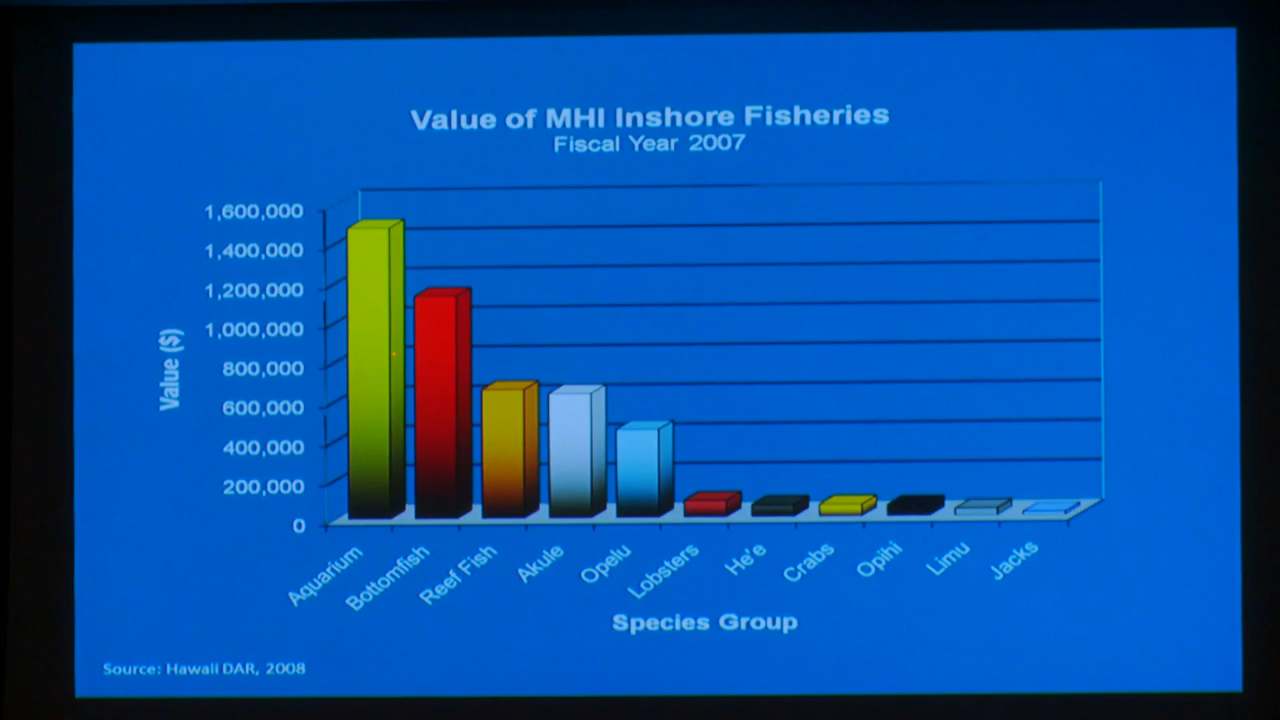 Value of MHI Inshore Fisheries
Fiscal Year 2007
1,600,000
1,400,000
1,200,000
1,000,000
800,000
600,000
400,000
200,000
0
Value ($)
Aquarium
Bottomfish
Reef Fish
Akule
Opelu
Lobsters
He'e
Crabs
Opihi
Limu
Jacks
Species Group
Source: Hawaii DAR, 2008